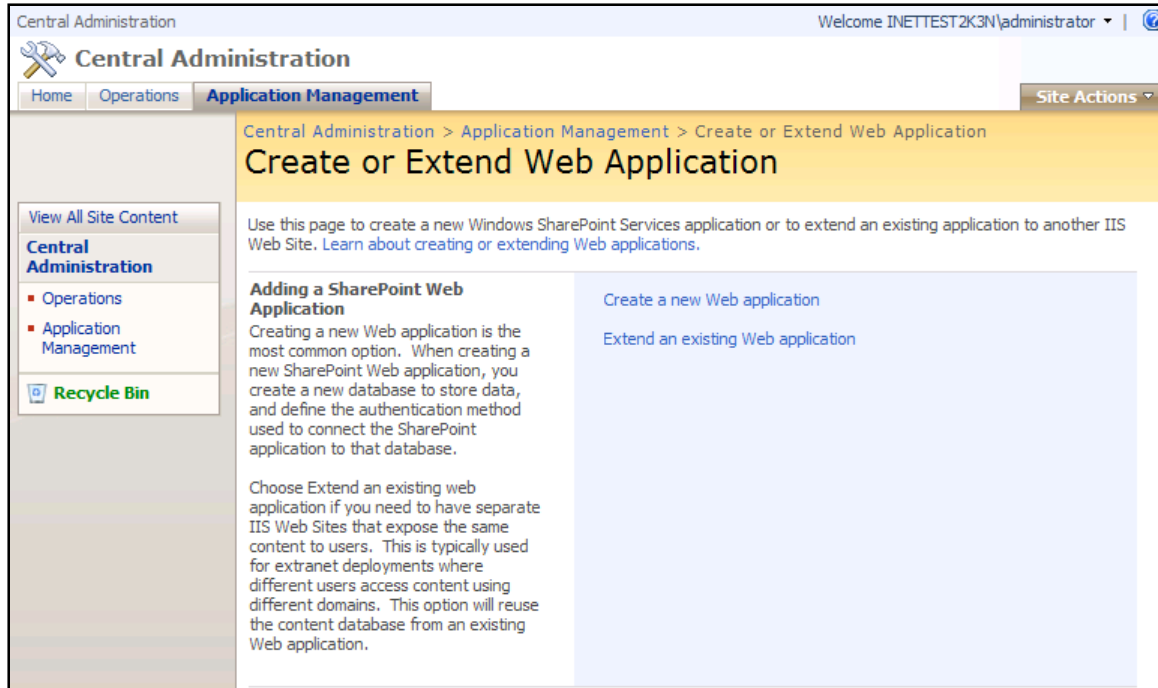 Central Administration
Welcome INETTEST2K3N\administrator
Central Administration
Home
Operations
Application Management
Site Actions
Central Administration > Application Management > Create or Extend Web Application
Create or Extend Web Application
View All Site Content
Central
Administration
Operations
Application
Management
Recycle Bin
Use this page to create a new Windows SharePoint Services application or to extend an existing application to another IIS
Web Site. Learn about creating or extending Web applications.
Adding a SharePoint Web
Application
Creating a new Web application is the
most common option. When creating a
new SharePoint Web application, you
create a new database to store data,
and define the authentication method
used to connect the SharePoint
application to that database.
Choose Extend an existing web
application if you need to have separate
IIS Web Sites that expose the same
content to users. This is typically used
for extranet deployments where
different users access content using
different domains. This option will reuse
the content database from an existing
Web application.
Create a new Web application
Extend an existing Web application